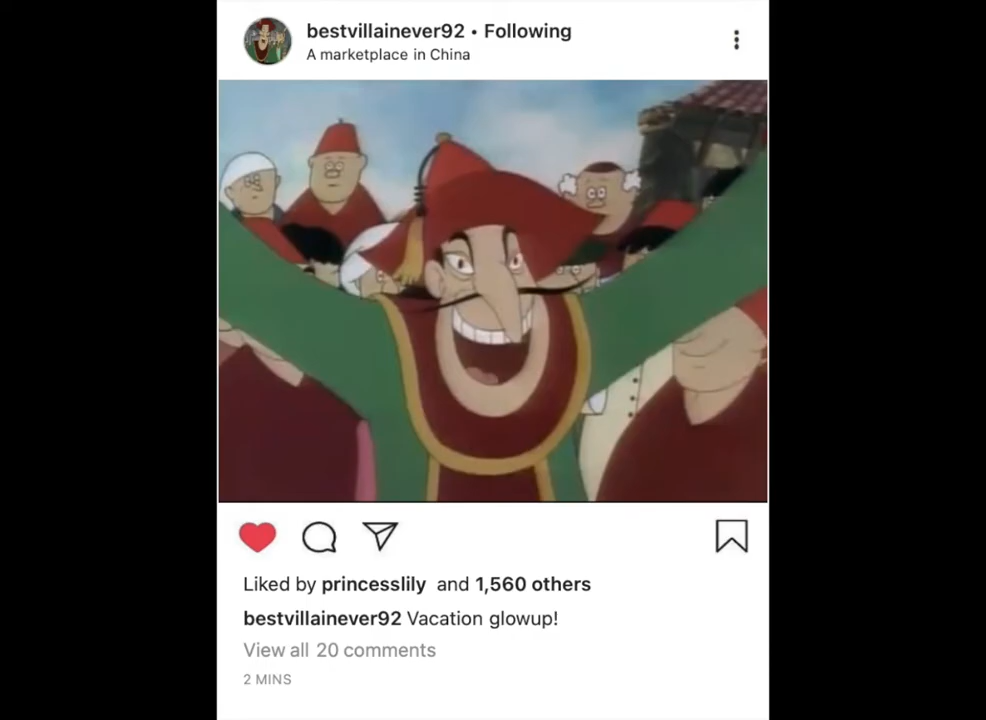 bestvillainever92 • Following
A marketplace in China
Liked by princesslily and 1,560 others
bestvillainever92 Vacation glowup!
View all 20 comments
2 MINS